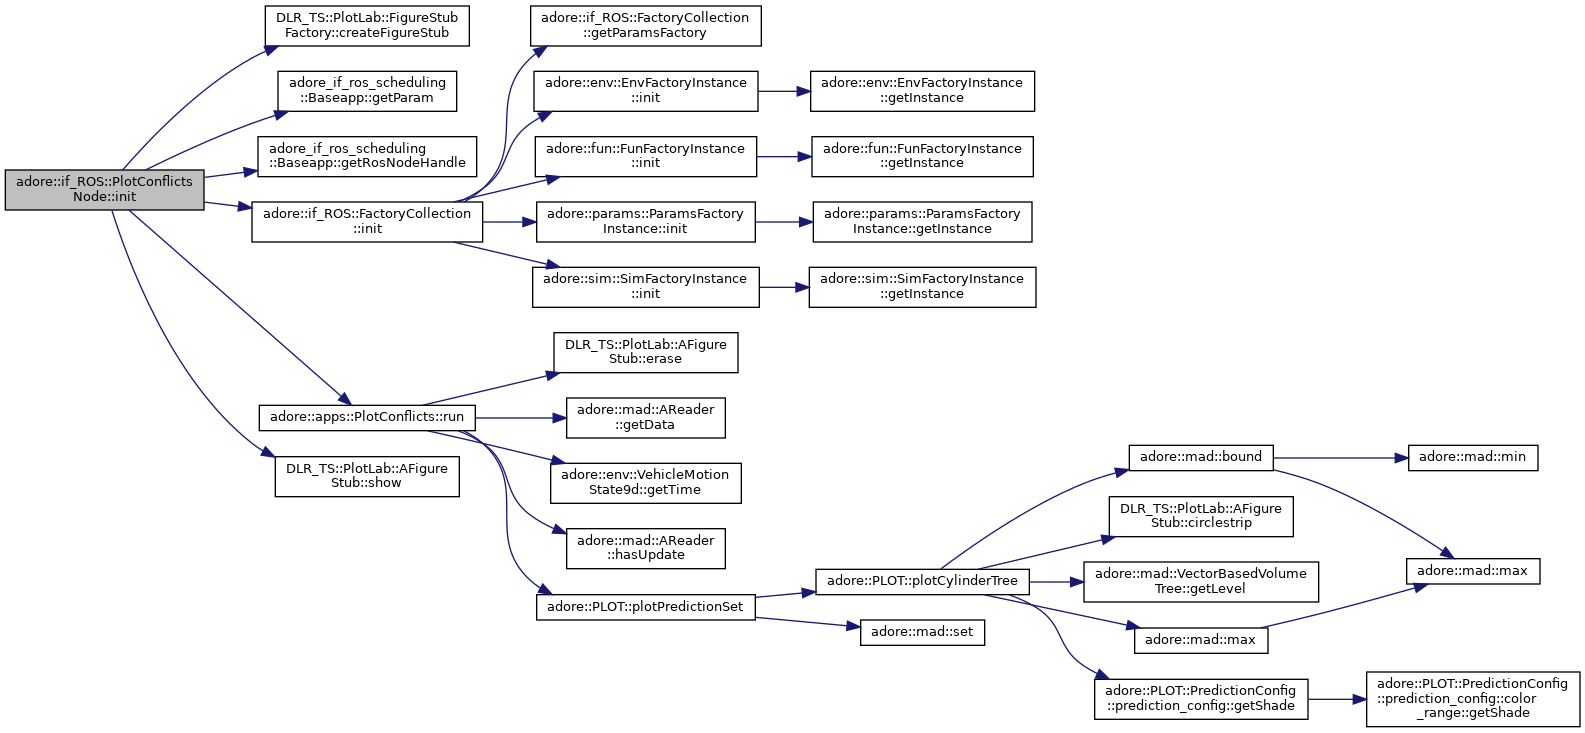 adore::if_ROS::PlotConflicts
Node::init
DLR_TS::PlotLab::FigureStub
Factory::createFigureStub
adore_if_ros_scheduling
::Baseapp::getParam
adore_if_ros_scheduling
::Baseapp::getRosNodeHandle
adore::if_ROS::FactoryCollection
::init
adore::apps::PlotConflicts::run
DLR_TS::PlotLab::AFigure
Stub::show
adore::if_ROS::FactoryCollection
::getParamsFactory
adore::env::EnvFactoryInstance
::init
adore::fun::FunFactoryInstance
::init
adore::params::ParamsFactory
Instance::init
adore::sim::SimFactoryInstance
::init
adore::env::EnvFactoryInstance
::getInstance
adore::fun::FunFactoryInstance
::getInstance
adore::params::ParamsFactory
Instance::getInstance
adore::sim::SimFactoryInstance
::getInstance
DLR_TS::PlotLab::AFigure
Stub::erase
adore::mad::AReader
::getData
adore::env::VehicleMotion
State9d::getTime
adore::mad::AReader
::hasUpdate
adore::PLOT::plotPredictionSet
adore::PLOT::plotCylinderTree
adore::mad::set
adore::mad::bound
DLR_TS::PlotLab::AFigure
Stub::circlestrip
adore::mad::VectorBasedVolume
Tree::getLevel
adore::mad::max
adore::PLOT::PredictionConfig
::prediction_config::getShade
adore::mad::min
adore::mad::max
adore::PLOT::PredictionConfig
::prediction_config::color
_range::getShade